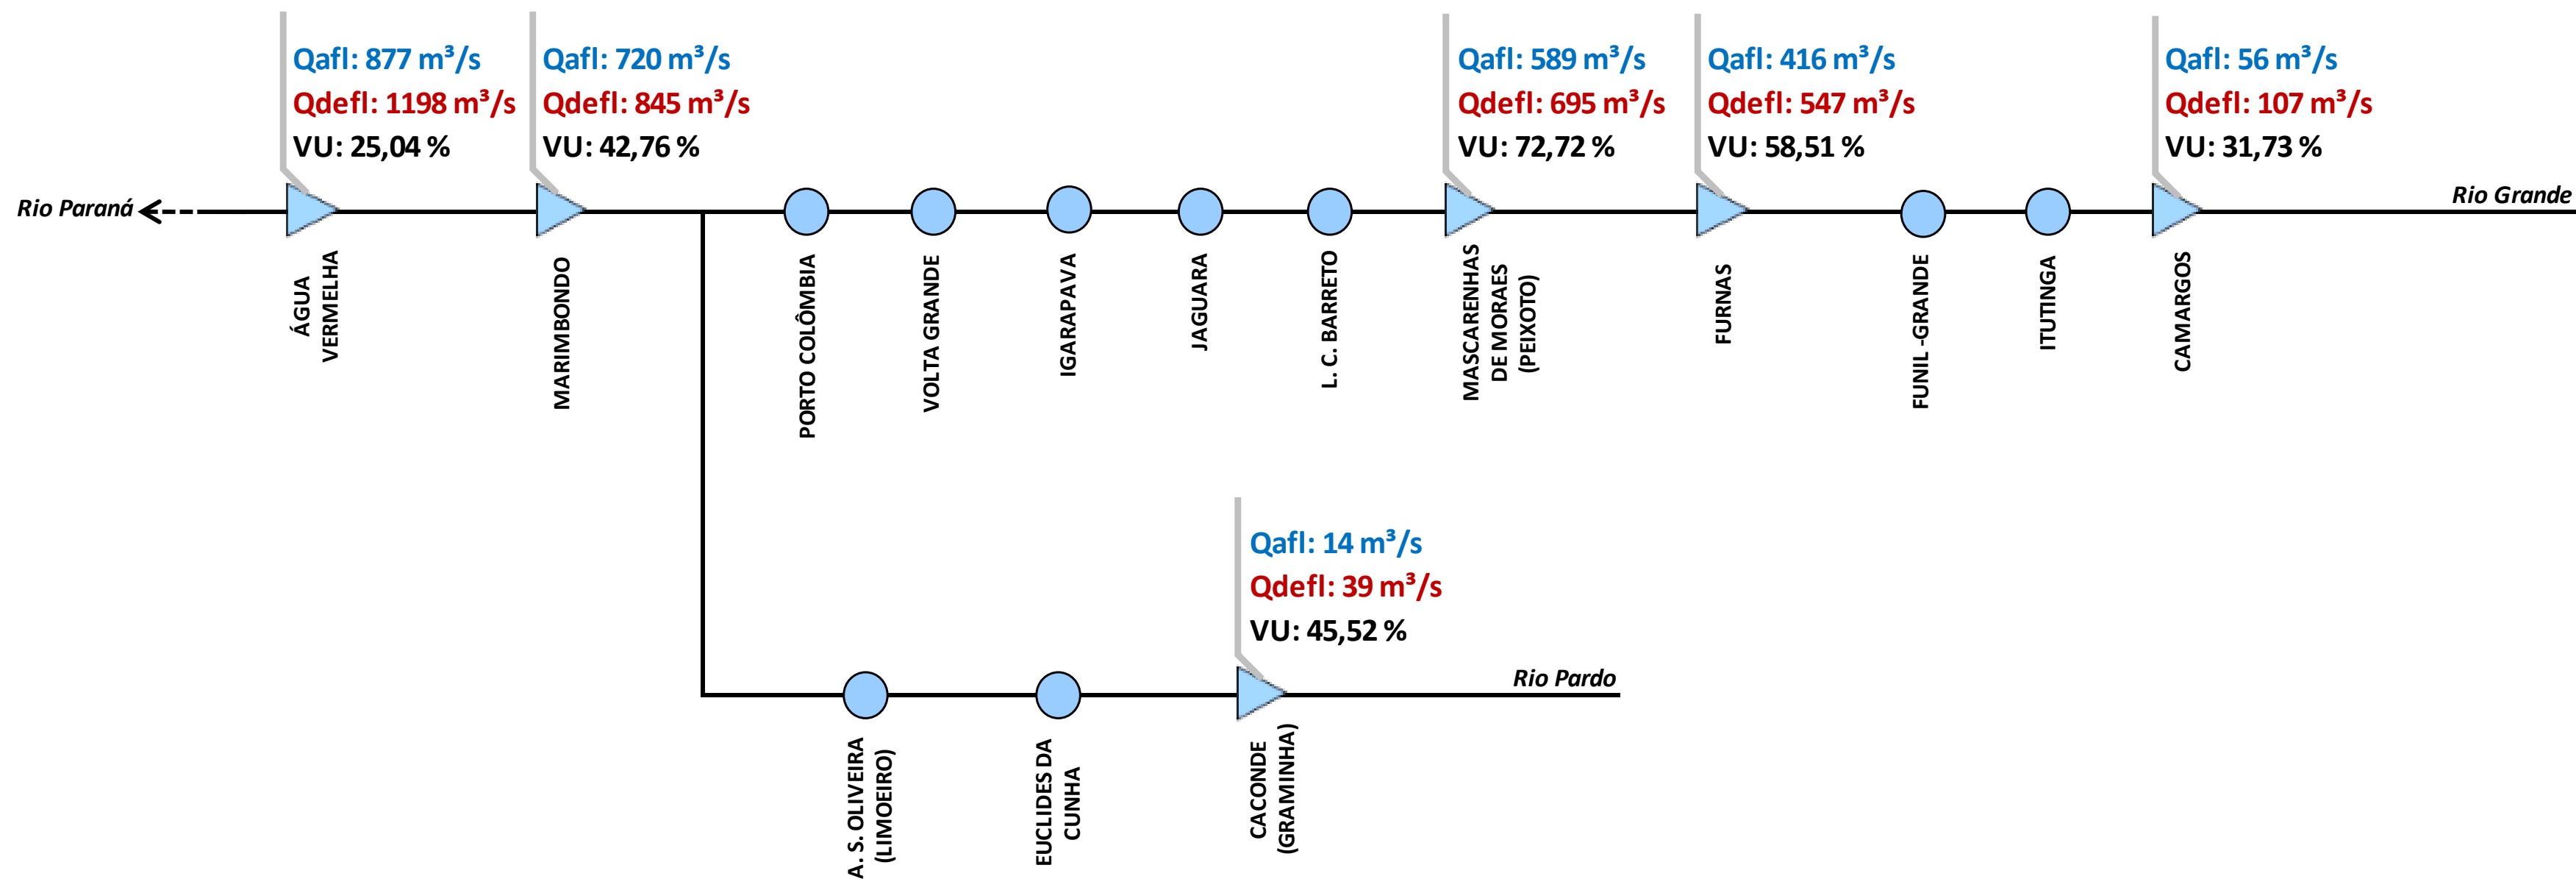 Qafl: 877 m³/s
Qdefl: 1198 m³/s
VU: 25,04 %
Qafl: 720 m³/s
Qdefl: 845 m³/s
VU: 42,76 %
Qafl: 589 m³/s
Qdefl: 695 m³/s
VU: 72,72 %
Qafl: 416 m³/s
Qdefl: 547 m³/s
VU: 58,51 %
Qafl: 56 m³/s
Qdefl: 107 m³/s
VU: 31,73 %
Rio Paraná
Rio Grande
ÁGUA
VERMELHA
MARIMBONDO
PORTO COLÔMBIA
VOLTA GRANDE
IGARAPAVA
JAGUARA
L. C. BARRETO
MASCARENHAS
DE MORAES
(PEIXOTO)
FURNAS
FUNIL -GRANDE
ITUTINGA
CAMARGOS
Qafl: 14 m³/s
Qdefl: 39 m³/s
VU: 45,52 %
Rio Pardo
A. S. OLIVEIRA
(LIMOEIRO)
EUCLIDES DA
CUNHA
CACONDE
(GRAMINHA)